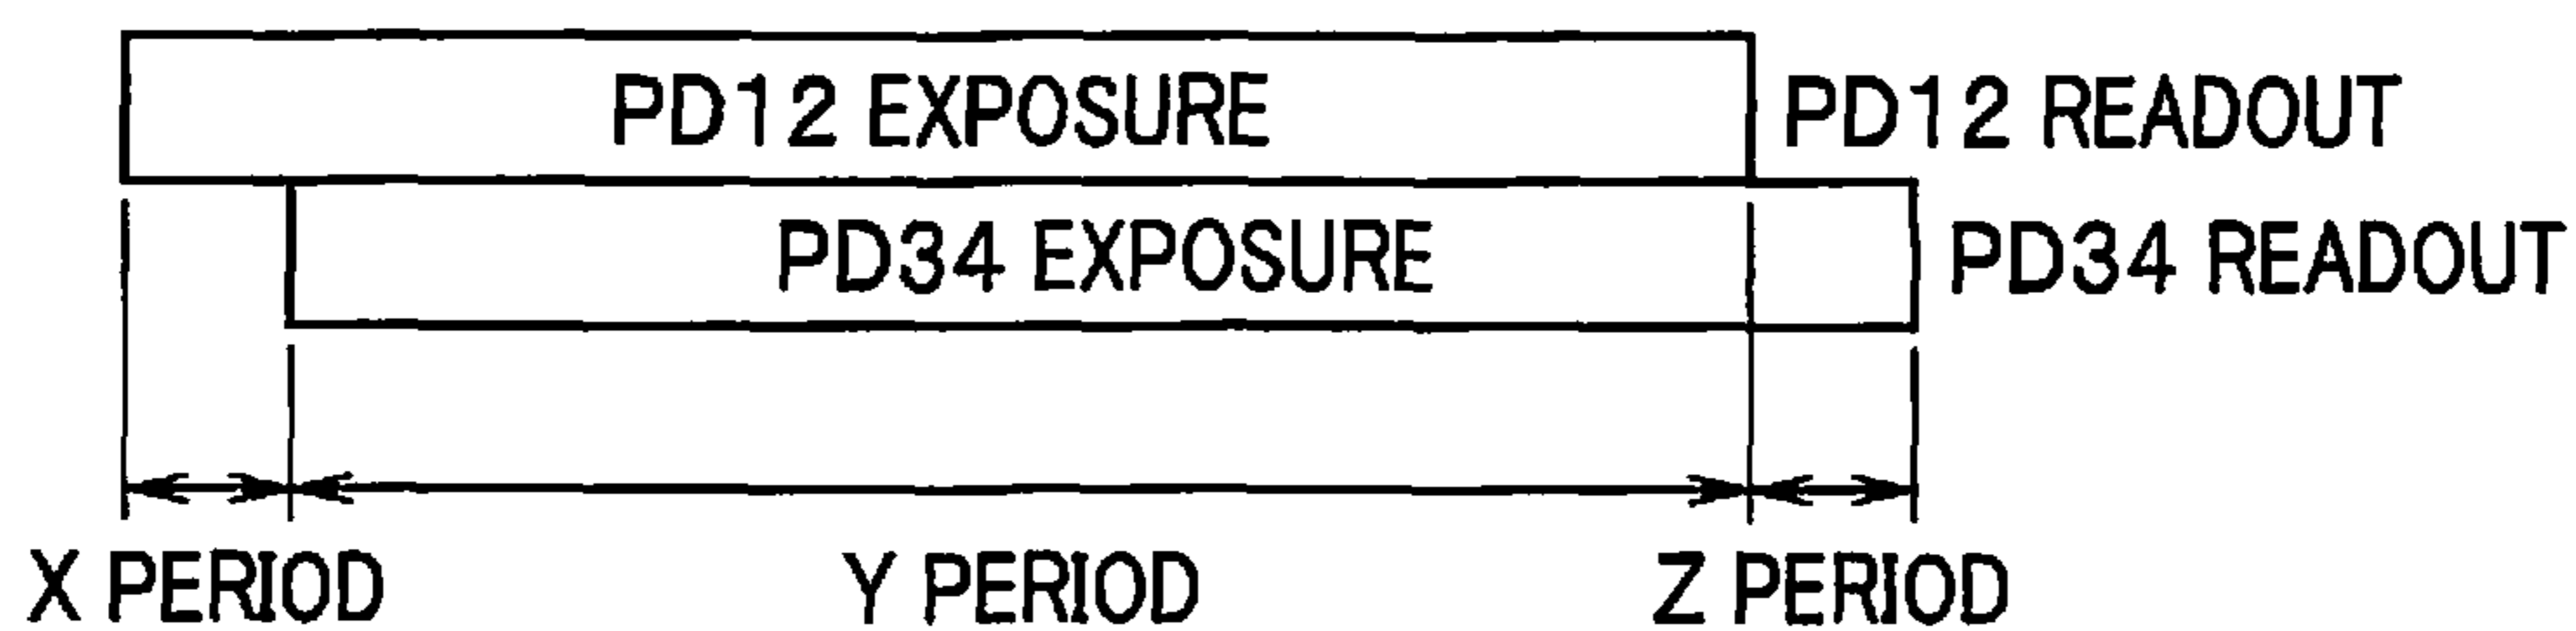 PD12 EXPOSURE PD12 READOUT
PD34 EXPOSURE PD34 READOUT
X PERIOD Y PERIOD Z PERIOD